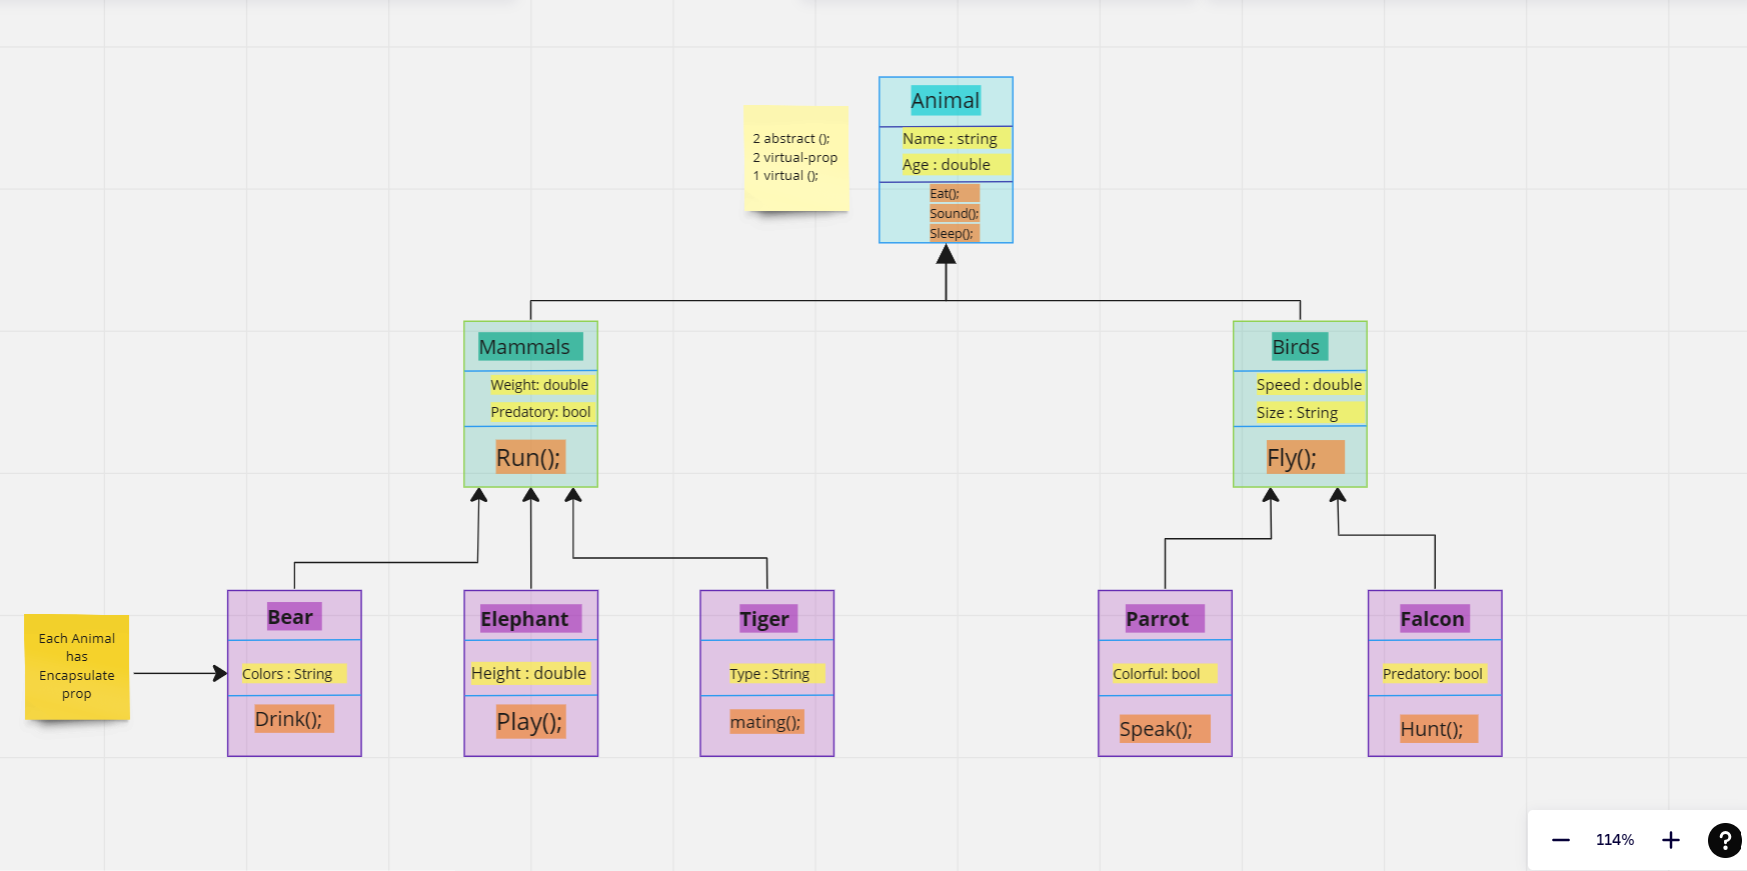 2 abstract ();
2 virtual-prop
1 virtual ();
Animal
Name : string
Age : double
Eat();
Sound();
Sleep();
Mammals
Weight: double
Predatory: bool
Run();
Birds
Speed : double
Size : String
Fly();
Each Animal
has
Encapsulate
prop
Bear
Colors : String
Drink();
Elephant
Height : double
Play();
Tiger
Type : String
mating();
Parrot
Colorful: bool
Speak();
Falcon
Predatory: bool
Hunt();
114%
?